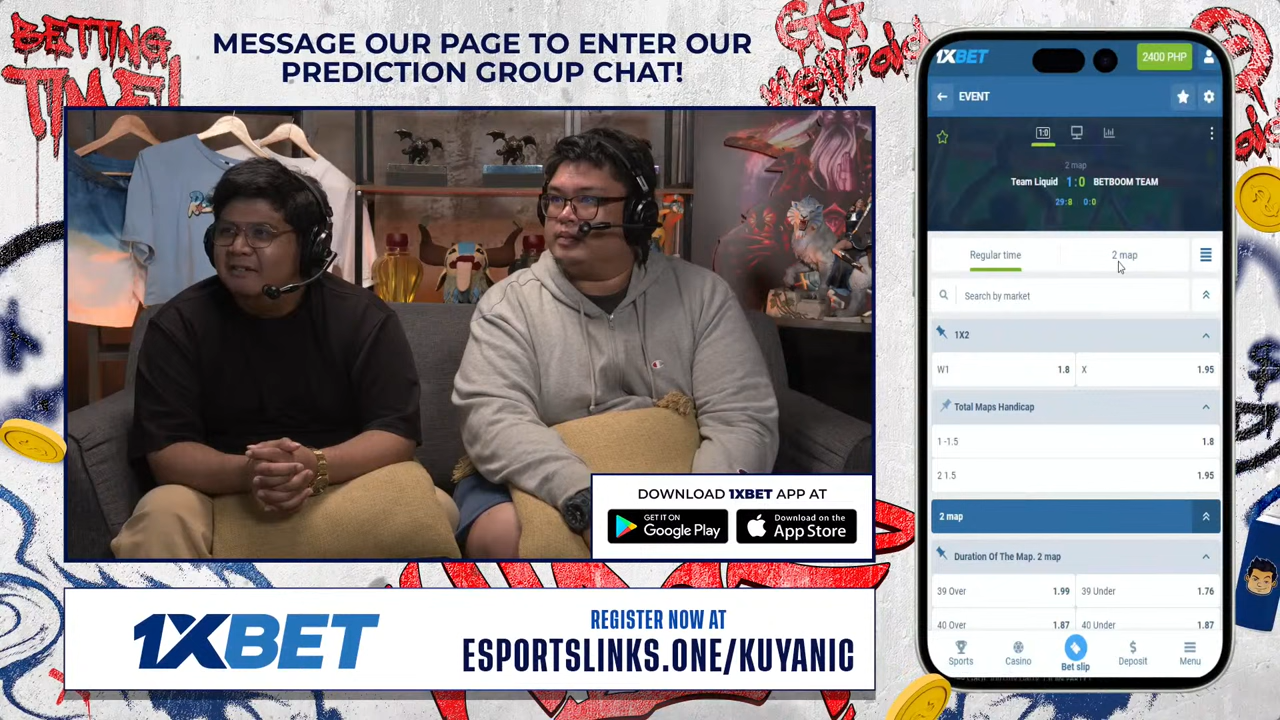 BETTING
TIME!
MESSAGE OUR PAGE TO ENTER OUR
PREDICTION GROUP CHAT!
GG
DOWNLOAD 1XBET APP AT
GET IT ON
Google Play
Download on the
App Store
1XBET
REGISTER NOW AT
ESPORTSLINKS.ONE/KUYANIC
1XBET
2400 PHP
EVENT
1:0
2 map
Team Liquid 1:0 BETBOOM TEAM
29:8 0:0
Regular time 2 map
Search by market
1X2
W1 1.8 X 1.95
Total Maps Handicap
1 -1.5 1.8
2 1.5 1.95
2 map
Duration Of The Map. 2 map
39 Over 1.99 39 Under 1.76
40 Over 1.87 40 Under 1.87
Sports Casino Bet slip Deposit Menu